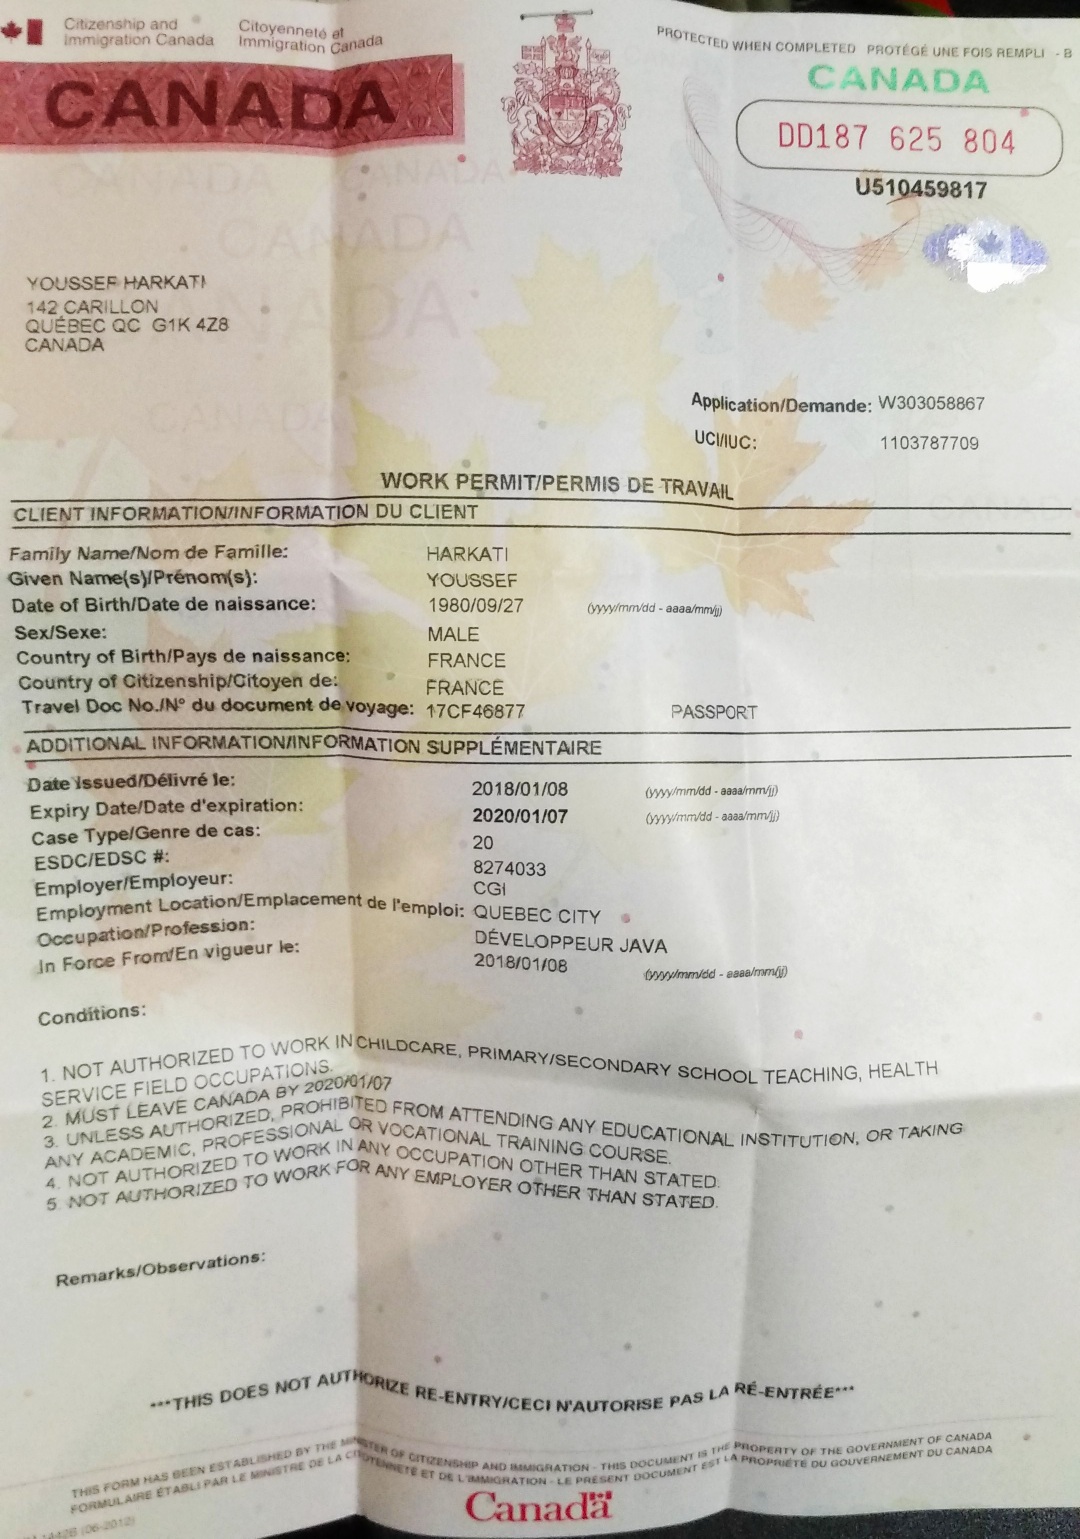 Citizenship and Immigration Canada
Citoyenneté et Immigration Canada
PROTECTED WHEN COMPLETED PROTÉGÉ UNE FOIS REMPLI - B
CANADA
CANADA
DD187 625 804
U510459817
YOUSSEF HARKATI
142 CARILLON
QUÉBEC QC G1K 4Z8
CANADA
Application/Demande: W303058867
UCI/IUC: 1103787709
WORK PERMIT/PERMIS DE TRAVAIL
CLIENT INFORMATION/INFORMATION DU CLIENT
Family Name/Nom de Famille: HARKATI
Given Name(s)/Prénom(s): YOUSSEF
Date of Birth/Date de naissance: 1980/09/27 (yyyy/mm/dd - aaaa/mm/jj)
Sex/Sexe: MALE
Country of Birth/Pays de naissance: FRANCE
Country of Citizenship/Citoyen de: FRANCE
Travel Doc No./N° du document de voyage: 17CF46877 PASSPORT
ADDITIONAL INFORMATION/INFORMATION SUPPLÉMENTAIRE
Date Issued/Délivré le: 2018/01/08 (yyyy/mm/dd - aaaa/mm/jj)
Expiry Date/Date d'expiration: 2020/01/07 (yyyy/mm/dd - aaaa/mm/jj)
Case Type/Genre de cas: 20
ESDC/EDSC #: 8274033
Employer/Employeur: CGI
Employment Location/Emplacement de l'emploi: QUEBEC CITY
Occupation/Profession: DÉVELOPPEUR JAVA
In Force From/En vigueur le: 2018/01/08 (yyyy/mm/dd - aaaa/mm/jj)
Conditions:
1. NOT AUTHORIZED TO WORK IN CHILDCARE, PRIMARY/SECONDARY SCHOOL TEACHING, HEALTH
SERVICE FIELD OCCUPATIONS.
2. MUST LEAVE CANADA BY 2020/01/07
3. UNLESS AUTHORIZED, PROHIBITED FROM ATTENDING ANY EDUCATIONAL INSTITUTION, OR TAKING
ANY ACADEMIC, PROFESSIONAL OR VOCATIONAL TRAINING COURSE.
4. NOT AUTHORIZED TO WORK IN ANY OCCUPATION OTHER THAN STATED.
5. NOT AUTHORIZED TO WORK FOR ANY EMPLOYER OTHER THAN STATED.
Remarks/Observations:
***THIS DOES NOT AUTHORIZE RE-ENTRY/CECI N'AUTORISE PAS LA RÉ-ENTRÉE***
THIS FORM HAS BEEN ESTABLISHED BY THE MINISTER OF CITIZENSHIP AND IMMIGRATION - THIS DOCUMENT IS THE PROPERTY OF THE GOVERNMENT OF CANADA
FORMULAIRE ÉTABLI PAR LE MINISTRE DE LA CITOYENNETÉ ET DE L'IMMIGRATION - LE PRÉSENT DOCUMENT EST LA PROPRIÉTÉ DU GOUVERNEMENT DU CANADA
1442B (06-2012)
Canada